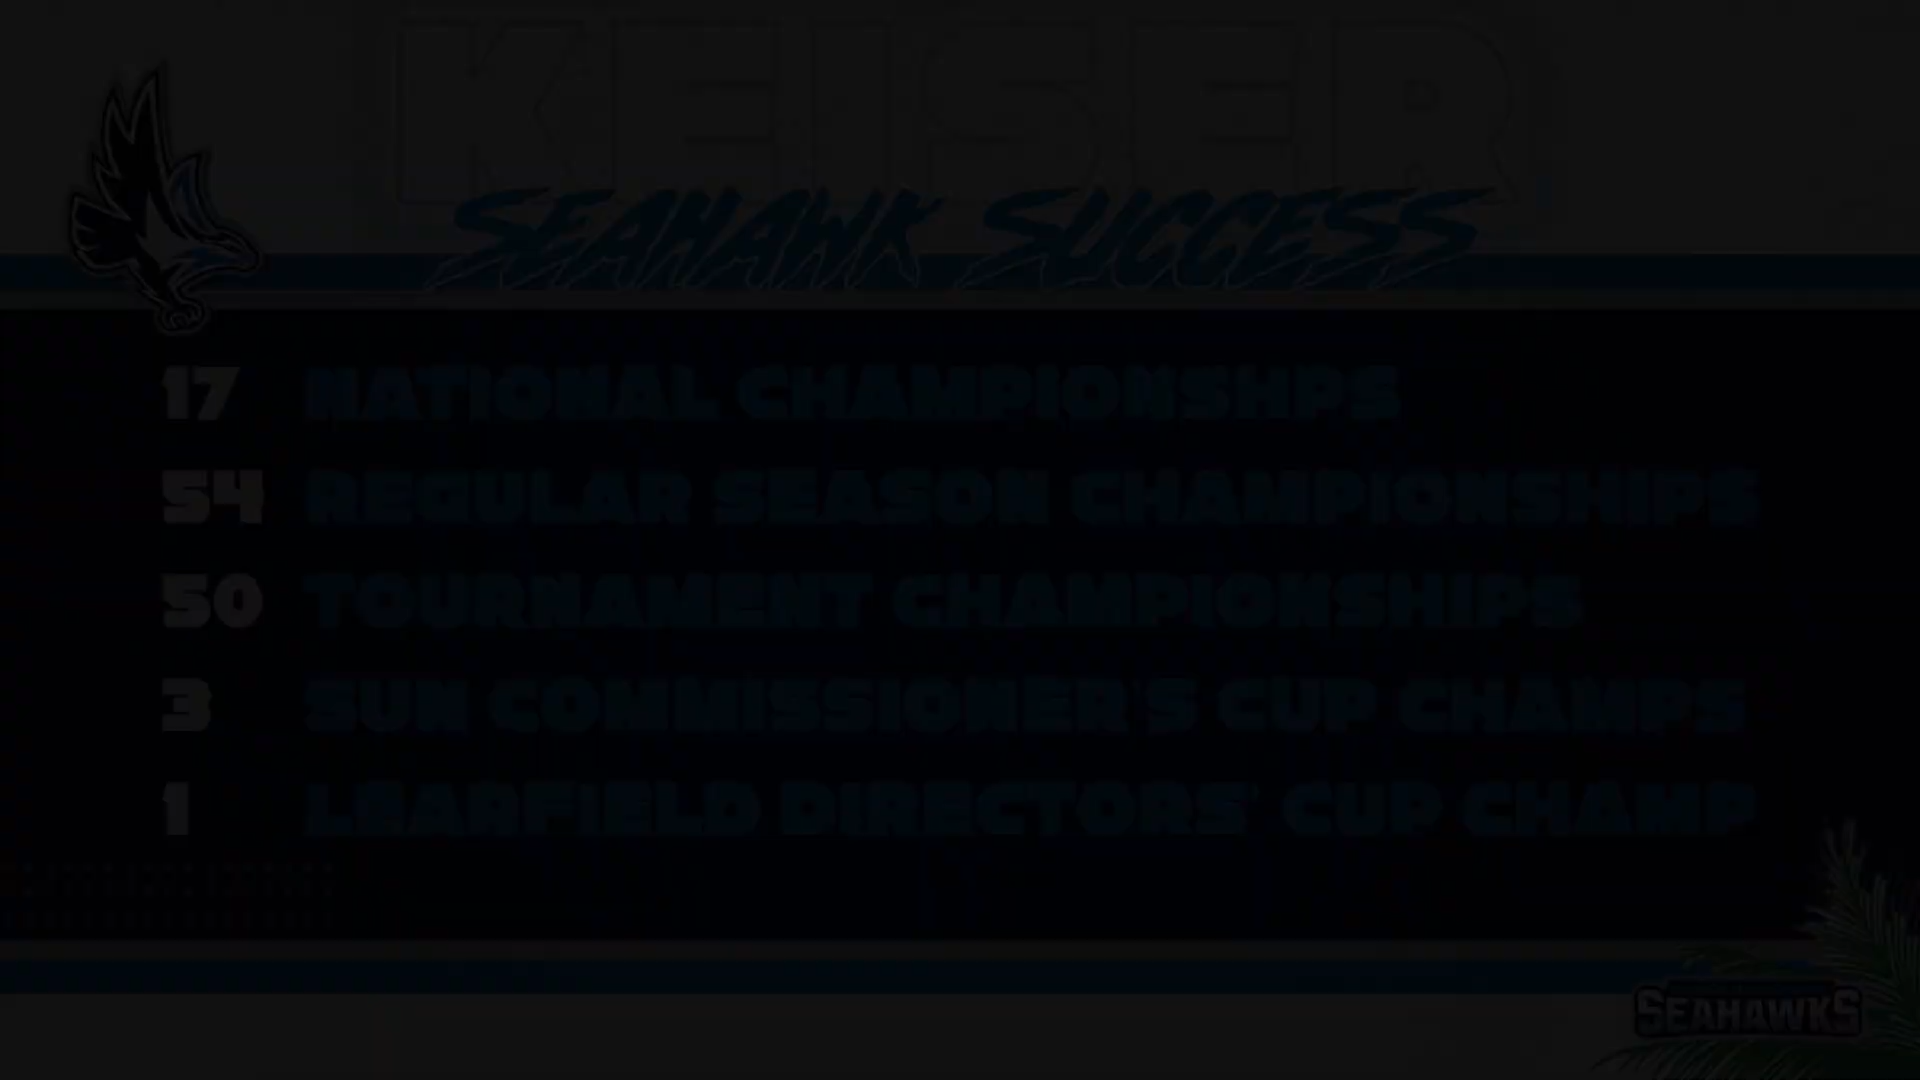 KEISER
SEAHAWK SUCCESS
17 NATIONAL CHAMPIONSHPS
54 REGULAR SEASON CHAMPIONSHIPS
50 TOURNAMENT CHAMPIONSHIPS
3 SUN COMMISSIONER'S CUP CHAMPS
1 LEARFIELD DIRECTORS' CUP CHAMP
SEAHAWKS